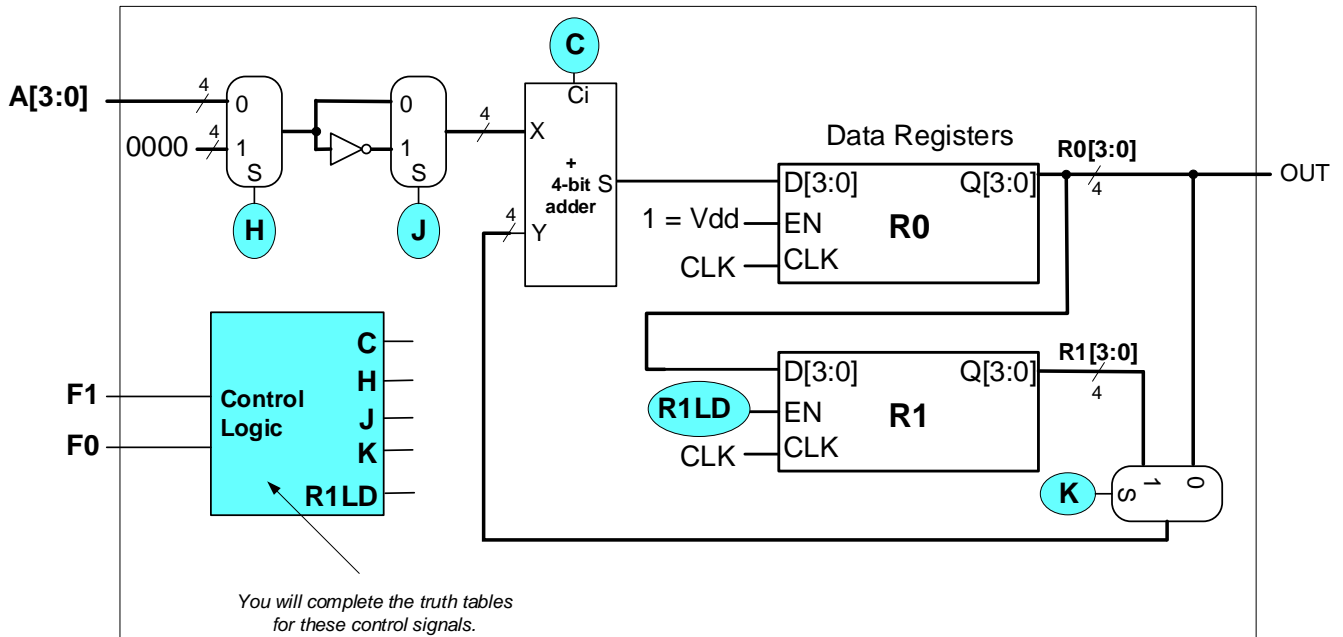 C
A[3:0]
4
0
0000
4
1
S
H
0
1
S
J
4
X
Ci
+
4-bit
adder
S
4
Y
Data Registers
D[3:0]
Q[3:0]
1 = Vdd
EN
R0
CLK
CLK
R0[3:0]
4
OUT
Control
Logic
F1
F0
C
H
J
K
R1LD
D[3:0]
Q[3:0]
R1LD
EN
R1
CLK
CLK
R1[3:0]
4
K
S
1
0
You will complete the truth tables
for these control signals.